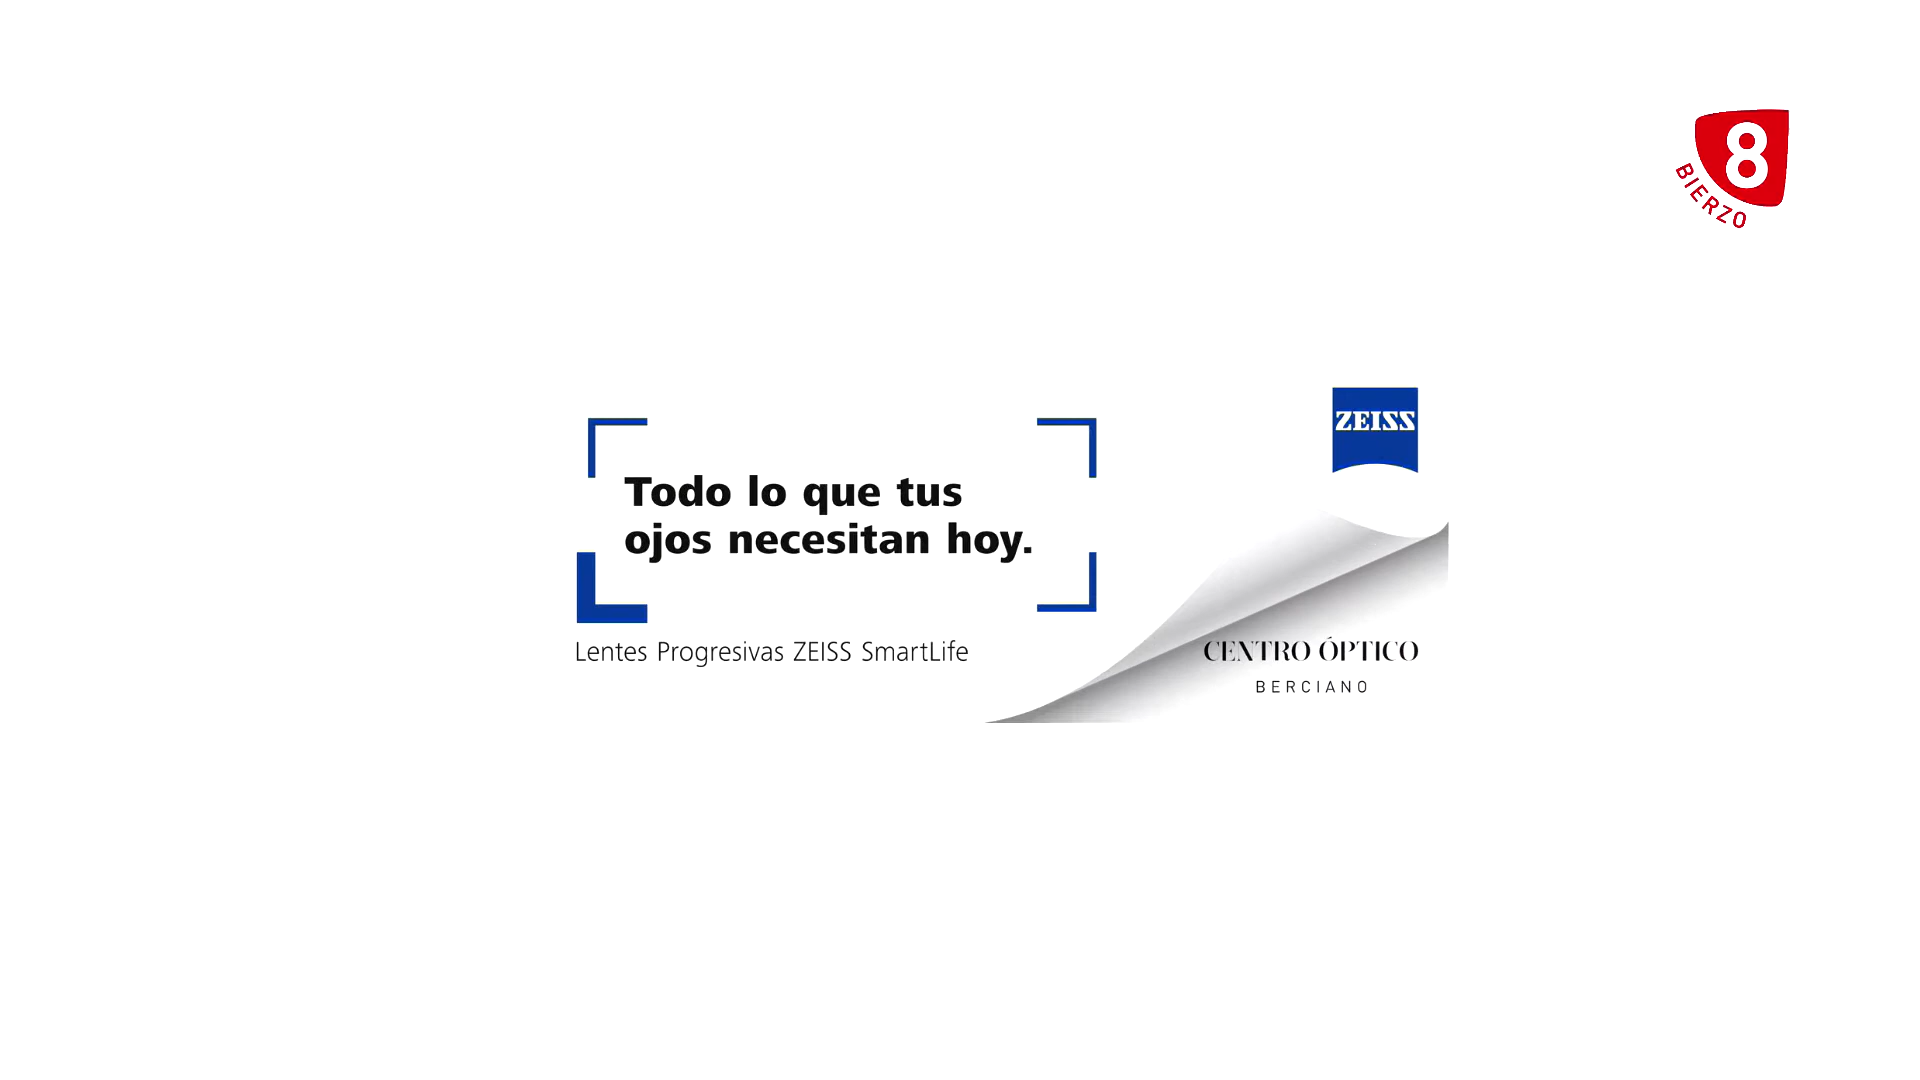 8
BIERZO
ZEISS
Todo lo que tus
ojos necesitan hoy.
Lentes Progresivas ZEISS SmartLife
CENTRO ÓPTICO
BERCIANO